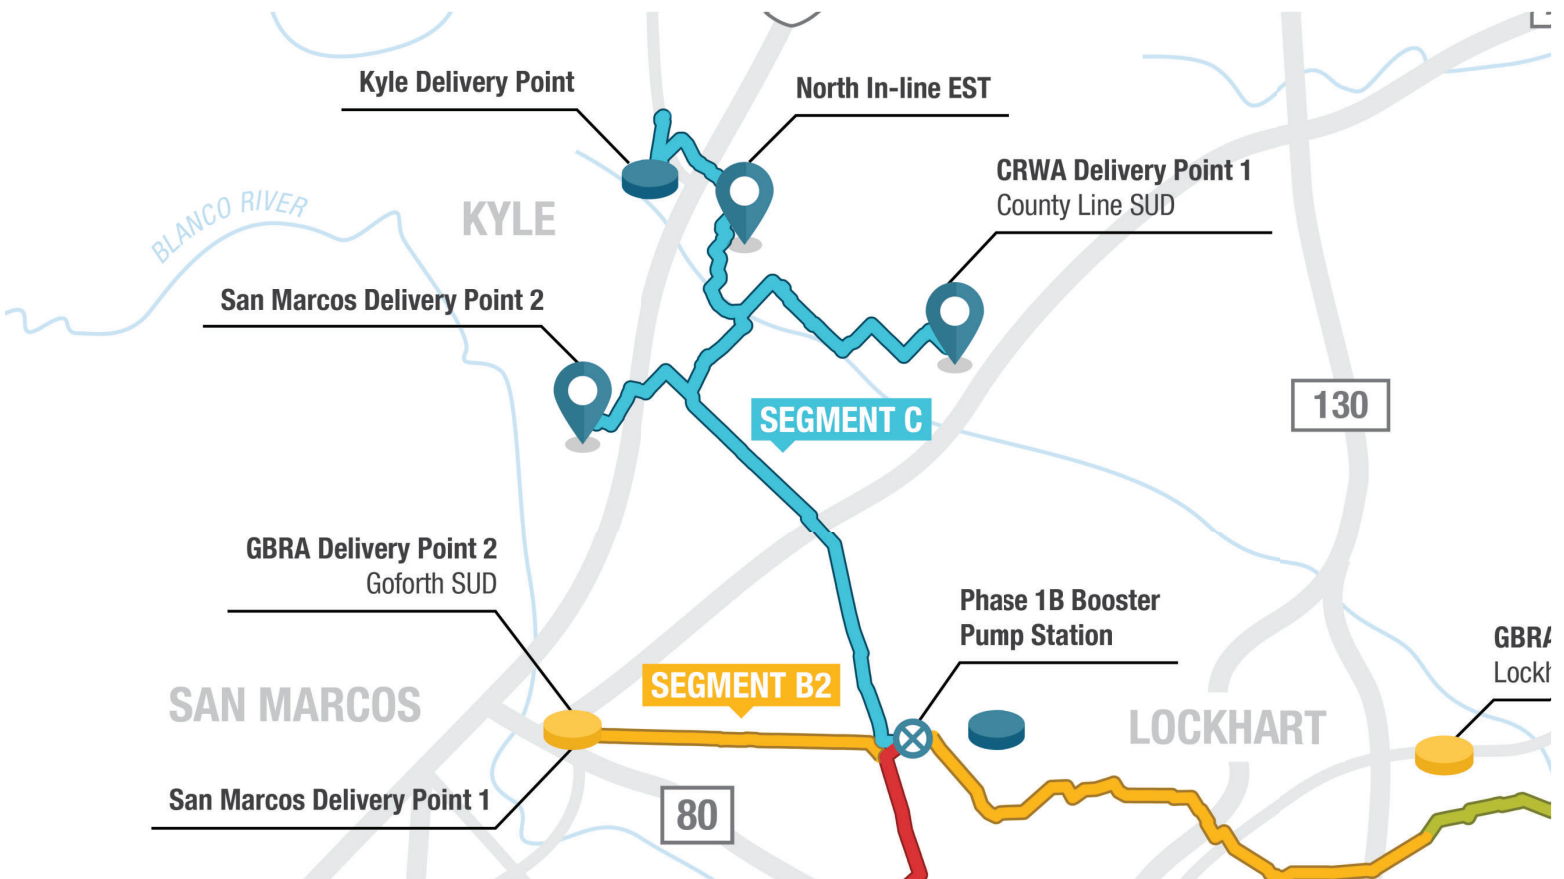 Kyle Delivery Point
North In-line EST
CRWA Delivery Point 1
County Line SUD
BLANCO RIVER
KYLE
San Marcos Delivery Point 2
130
SEGMENT C
GBRA Delivery Point 2
Goforth SUD
Phase 1B Booster
Pump Station
GBRA
SEGMENT B2
SAN MARCOS
LOCKHART
San Marcos Delivery Point 1
80